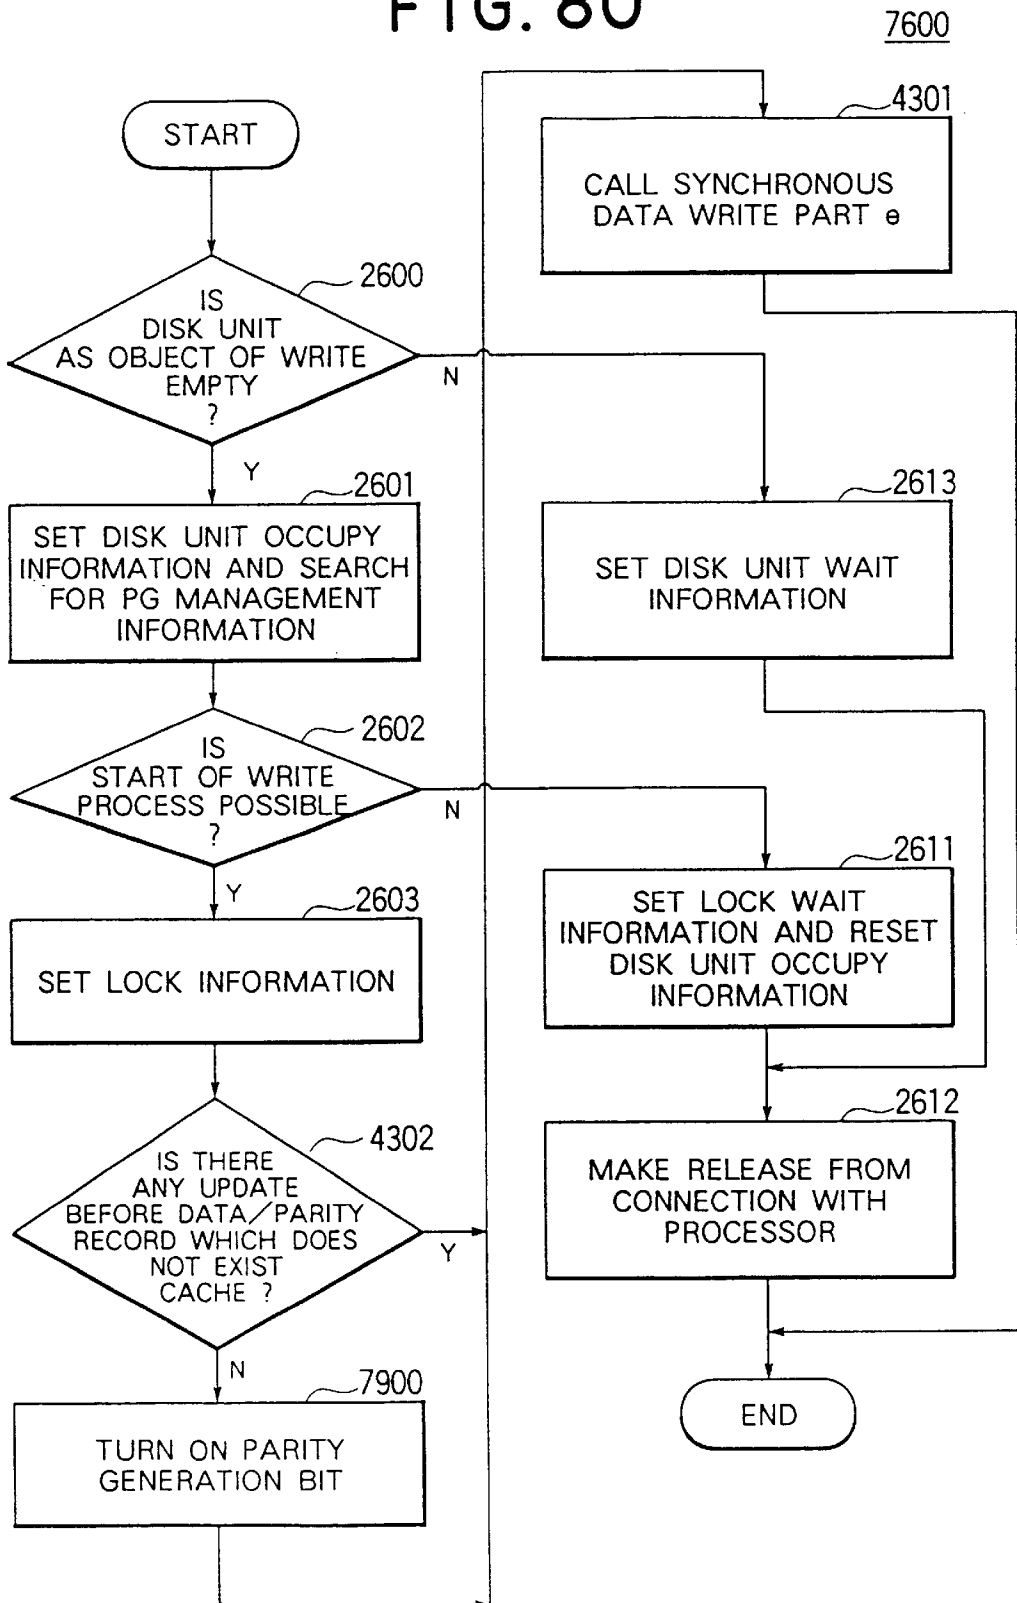 FIG. 80
7600
START
2600
IS
DISK UNIT
AS OBJECT OF WRITE
EMPTY
?
N
Y
2601
SET DISK UNIT OCCUPY
INFORMATION AND SEARCH
FOR PG MANAGEMENT
INFORMATION
2602
IS
START OF WRITE
PROCESS POSSIBLE
?
N
Y
2603
SET LOCK INFORMATION
4302
IS THERE
ANY UPDATE
BEFORE DATA/PARITY
RECORD WHICH DOES
NOT EXIST
CACHE ?
Y
N
7900
TURN ON PARITY
GENERATION BIT
4301
CALL SYNCHRONOUS
DATA WRITE PART e
2613
SET DISK UNIT WAIT
INFORMATION
2611
SET LOCK WAIT
INFORMATION AND RESET
DISK UNIT OCCUPY
INFORMATION
2612
MAKE RELEASE FROM
CONNECTION WITH
PROCESSOR
END